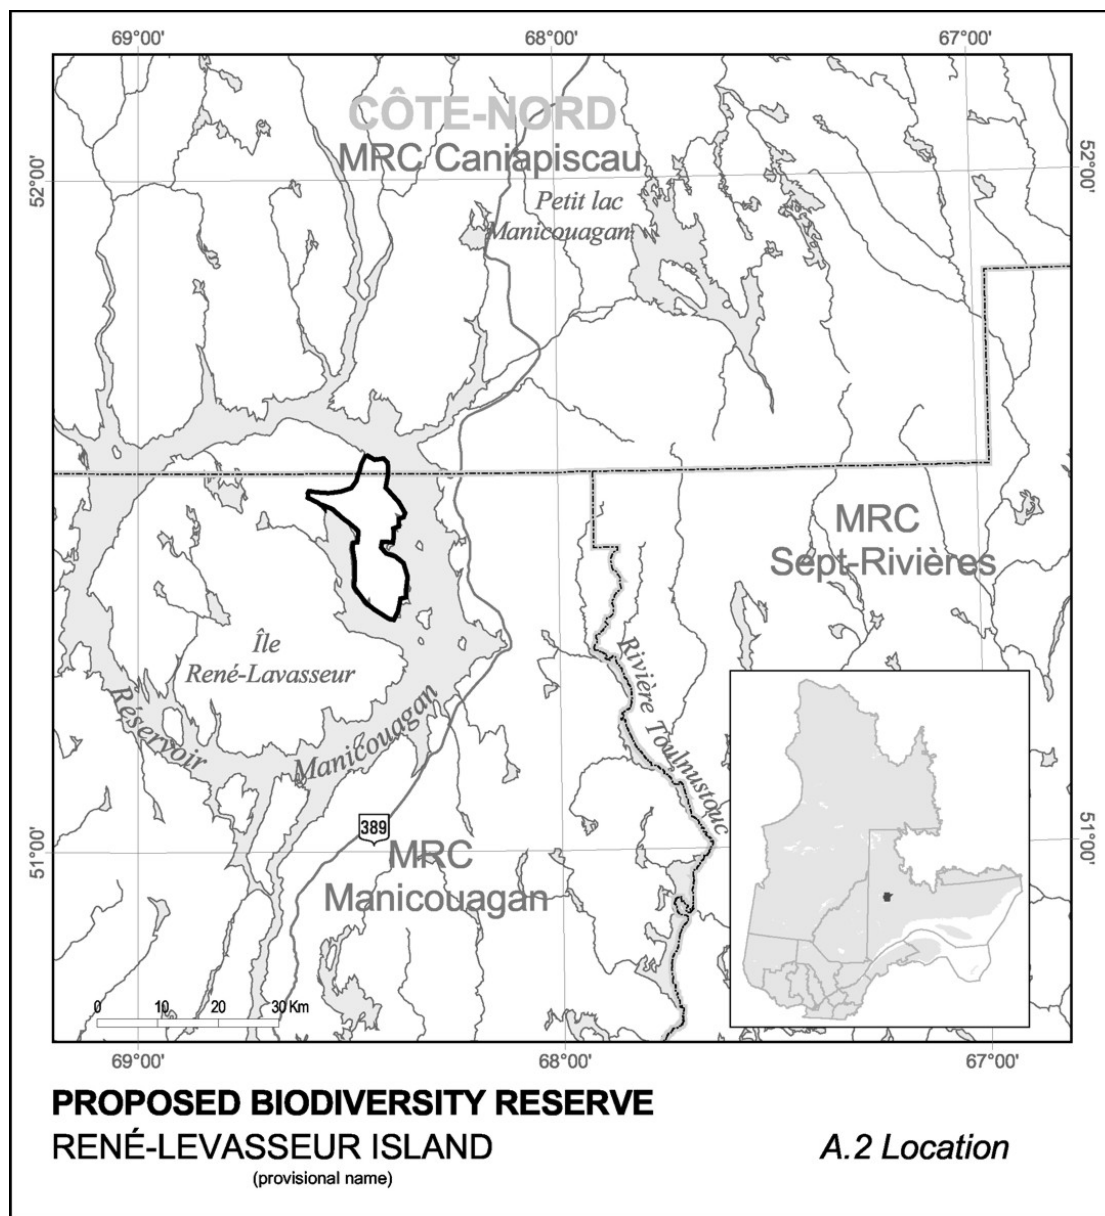 69°00'
68°00'
67°00'
CÔTE-NORD
MRC Caniapiscau
52°00'
52°00'
Petit lac
Manicouagan
MRC
Sept-Rivières
Île
René-Lavasseur
Réservoir
Manicouagan
Rivière Toulnustouc
389
51°00'
51°00'
MRC
Manicouagan
0 10 20 30 Km
69°00'
68°00'
67°00'
PROPOSED BIODIVERSITY RESERVE
RENÉ-LEVASSEUR ISLAND
A.2 Location
(provisional name)